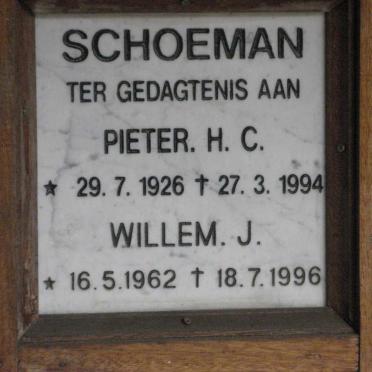 SCHOEMAN
TER GEDAGTENIS AAN
PIETER. H. C.
★ 29. 7. 1926 † 27. 3. 1994
WILLEM. J.
★ 16.5.1962 † 18.7.1996